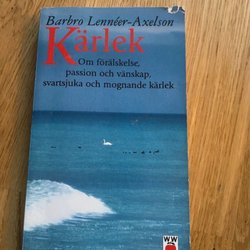 Barbro Lennéer-Axelson
Kärlek
Om förälskelse,
passion och vänskap,
svartsjuka och mognande kärlek
WW